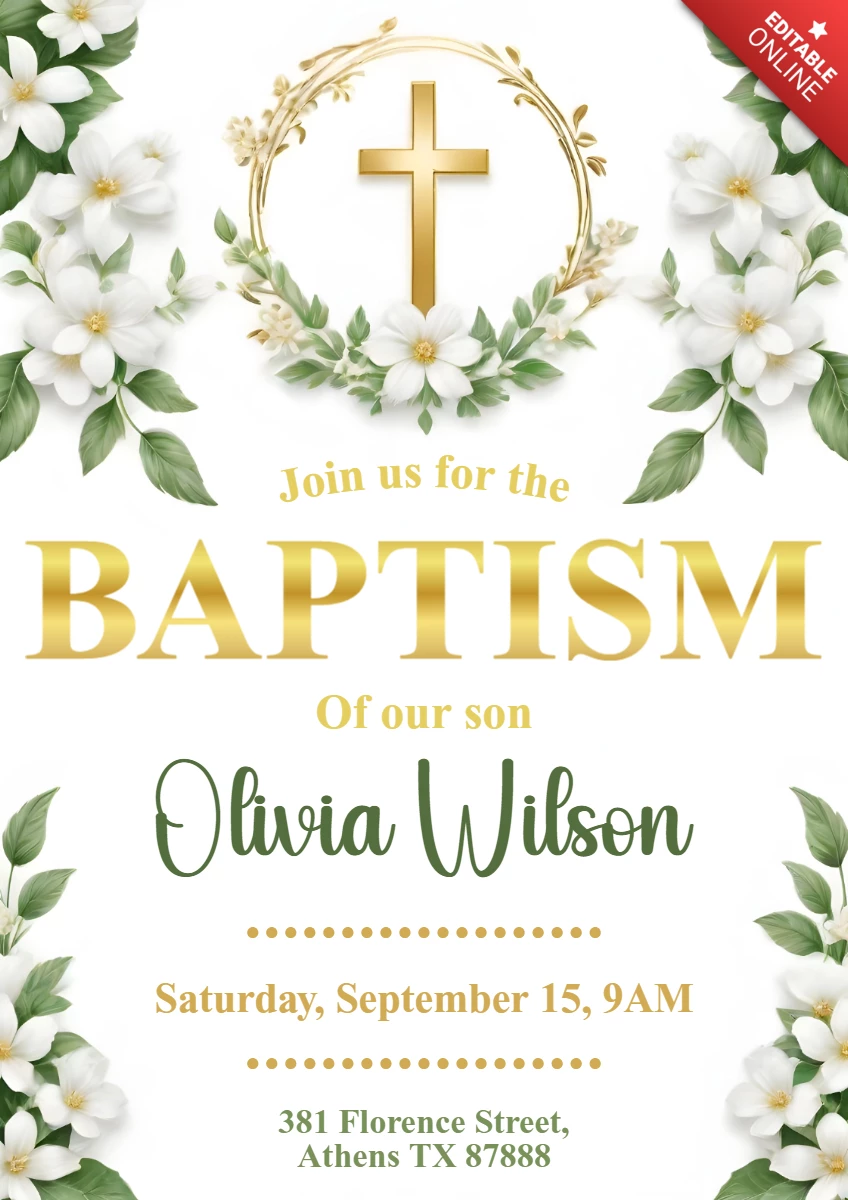 EDITABLE
ONLINE
Join us for the
BAPTISM
Of our son
Olivia Wilson
Saturday, September 15, 9AM
381 Florence Street,
Athens TX 87888